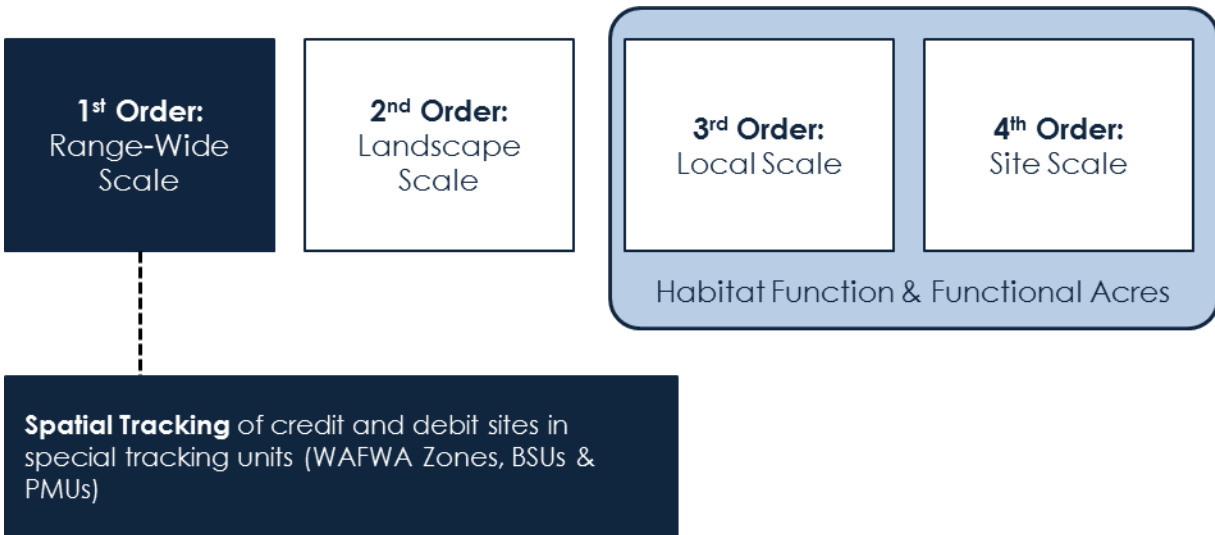 1st Order:
Range-Wide
Scale
2nd Order:
Landscape
Scale
3rd Order:
Local Scale
4th Order:
Site Scale
Habitat Function & Functional Acres
Spatial Tracking of credit and debit sites in
special tracking units (WAFWA Zones, BSUs &
PMUs)